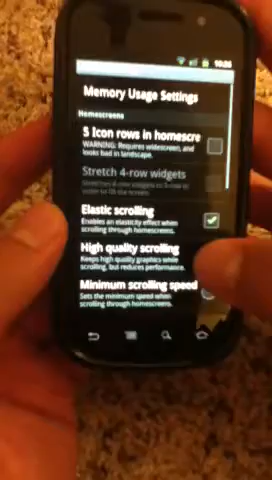 10:06
Memory Usage Settings
Homescreens
5 Icon rows in homescre
WARNING: Requires widescreen, and
looks bad in landscape.
Stretch 4-row widgets
Elastic scrolling
Enables an elasticity effect when
scrolling through homescreens.
High quality scrolling
Keeps high quality graphics while
scrolling, but reduces performance.
Minimum scrolling speed
Sets the minimum speed when
scrolling through homescreens.